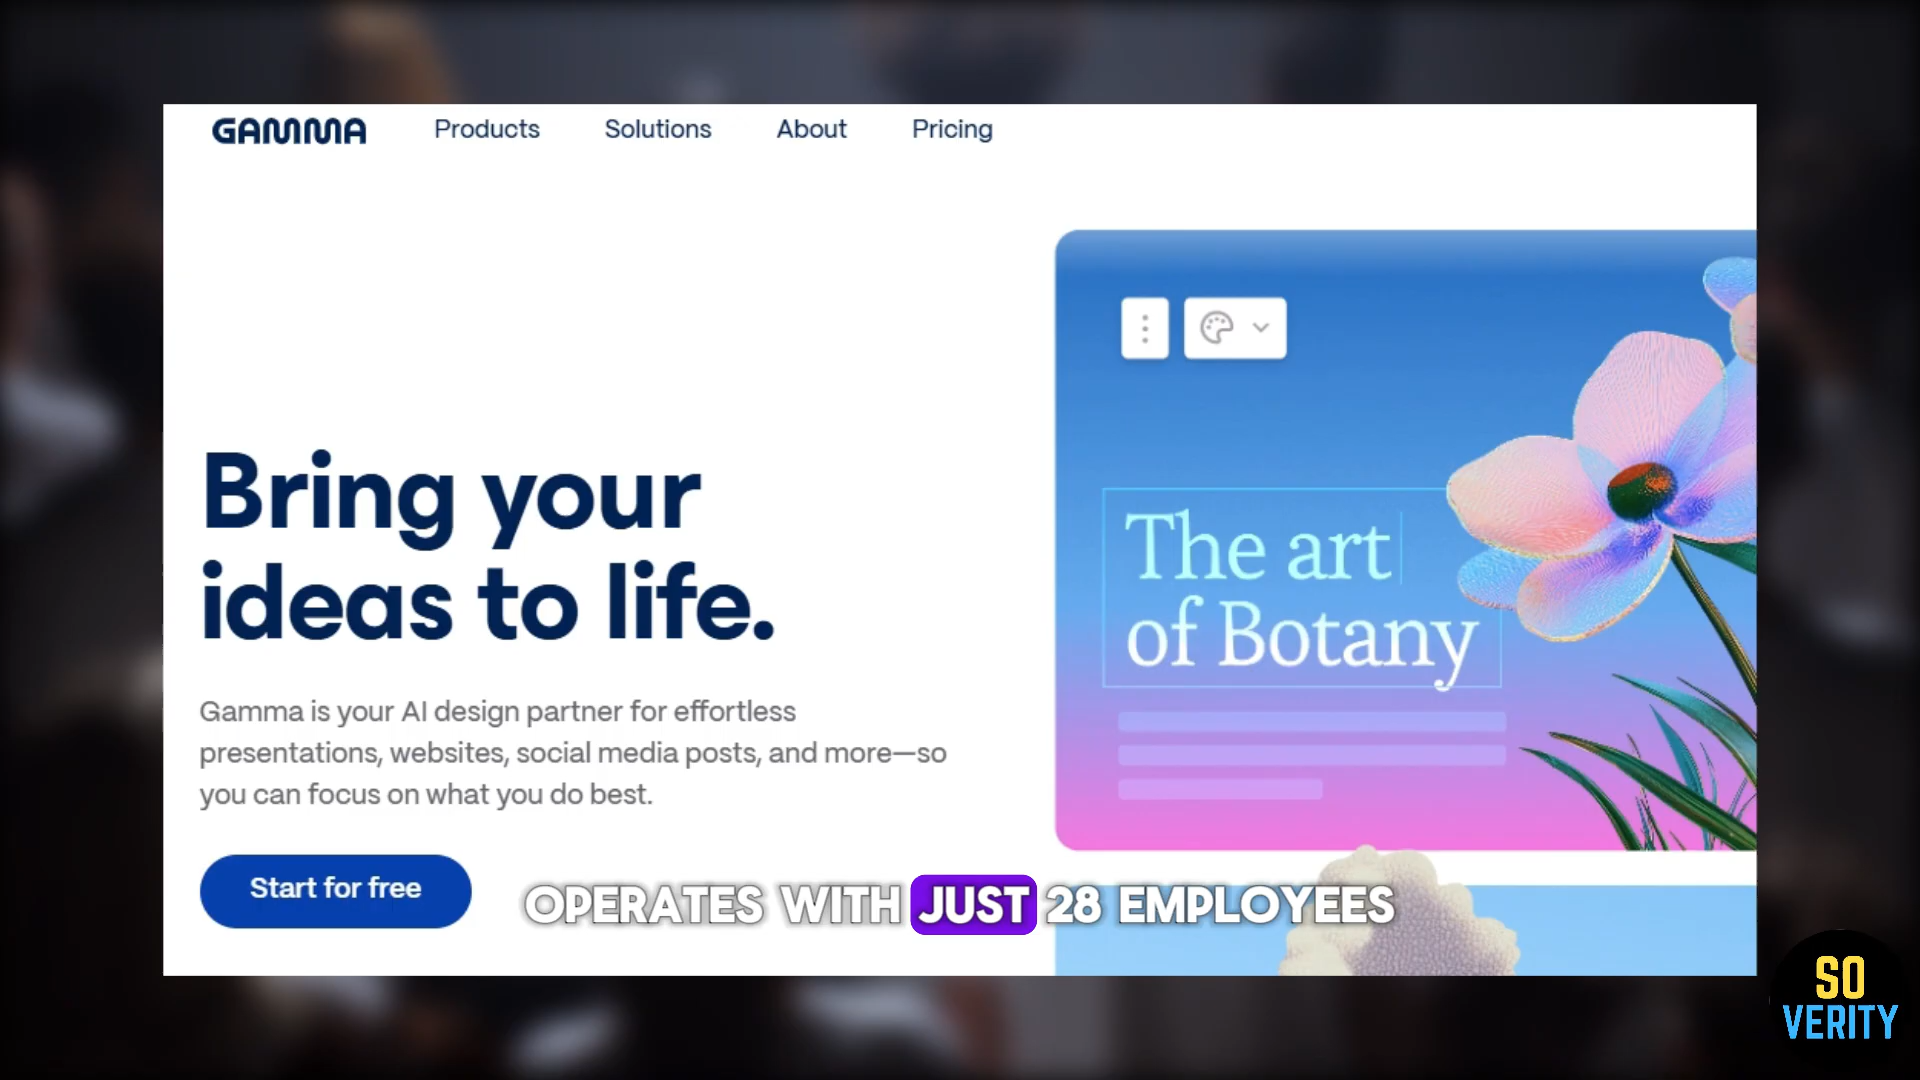 GAMMA
Products
Solutions
About
Pricing
Bring your
ideas to life.
Gamma is your AI design partner for effortless
presentations, websites, social media posts, and more—so
you can focus on what you do best.
Start for free
The art
of Botany
OPERATES WITH JUST 28 EMPLOYEES
SO
VERITY